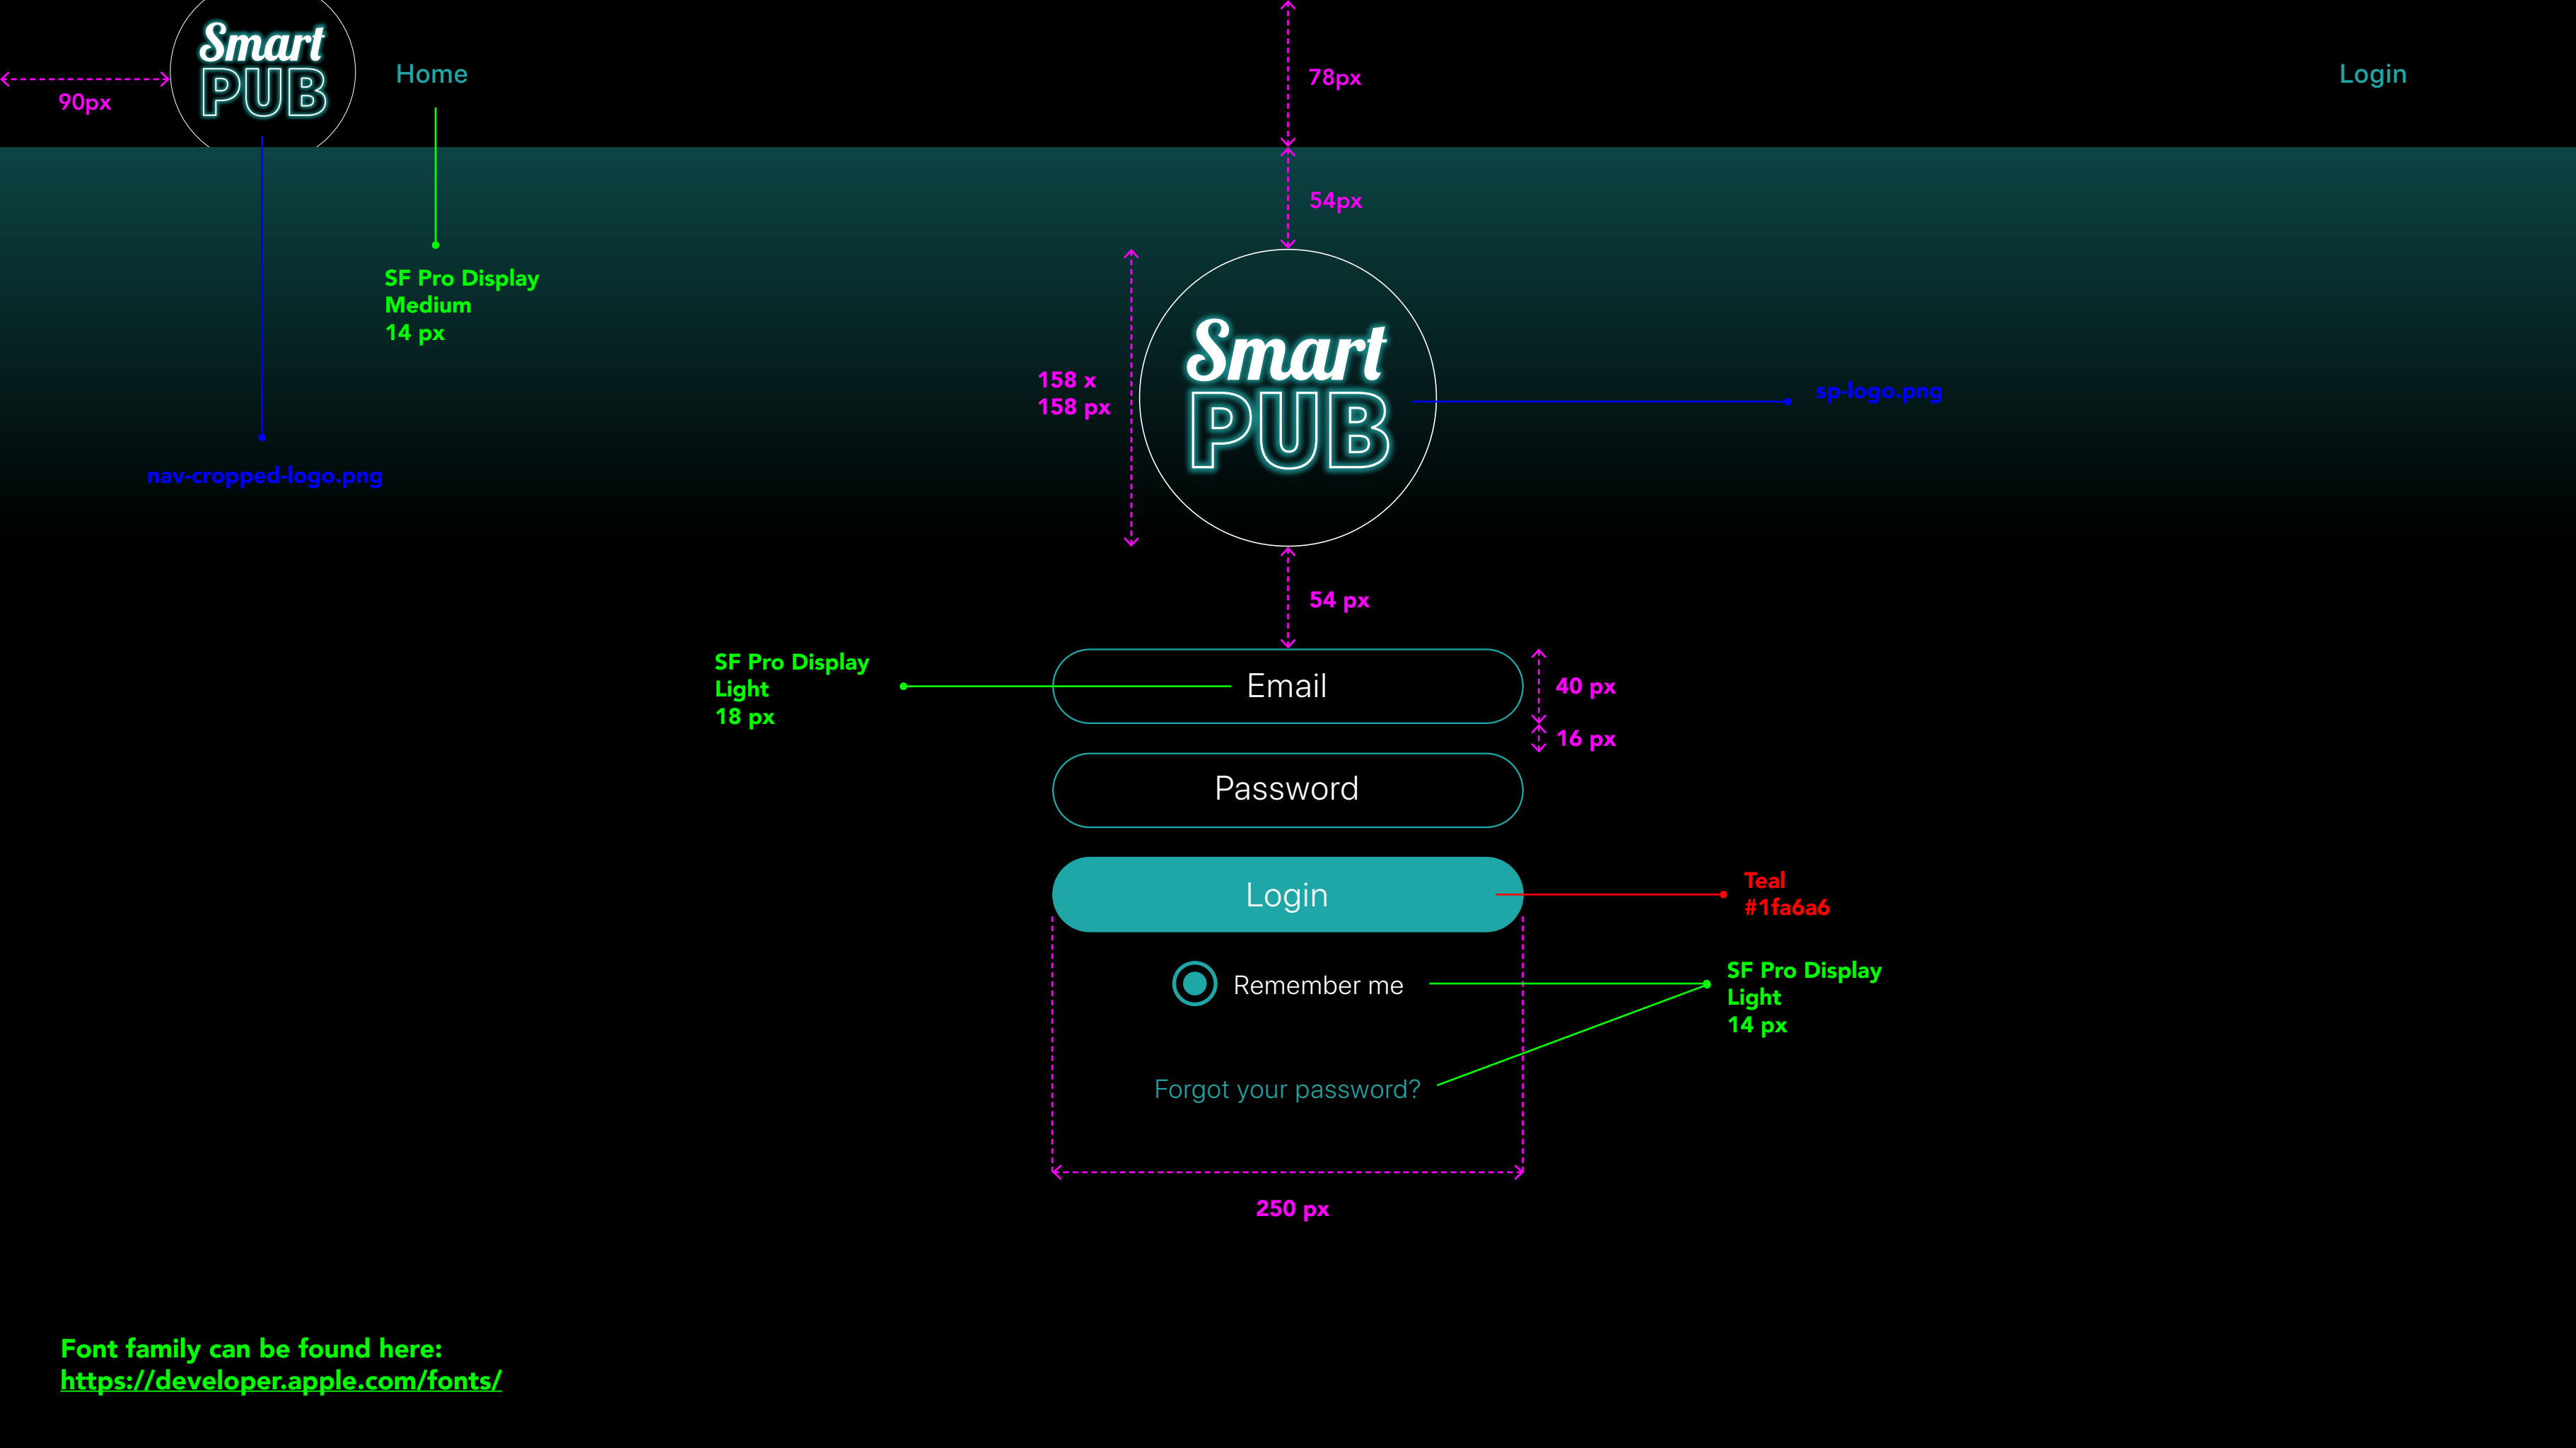 Smart
PUB
Home
Login
90px
78px
54px
SF Pro Display
Medium
14 px
nav-cropped-logo.png
Smart
PUB
158 x
158 px
sp-logo.png
54 px
SF Pro Display
Light
18 px
Email
40 px
16 px
Password
Login
Teal
#1fa6a6
Remember me
SF Pro Display
Light
14 px
Forgot your password?
250 px
Font family can be found here:
https://developer.apple.com/fonts/